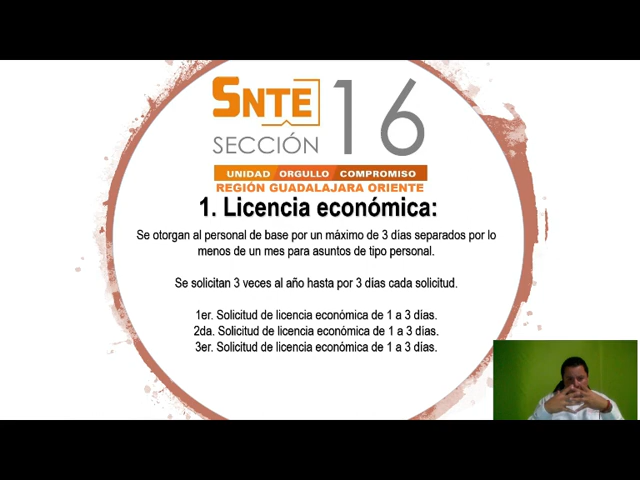 SNTE
SECCIÓN 16
UNIDAD ORGULLO COMPROMISO
REGIÓN GUADALAJARA ORIENTE
1. Licencia económica:
Se otorgan al personal de base por un máximo de 3 días separados por lo
menos de un mes para asuntos de tipo personal.
Se solicitan 3 veces al año hasta por 3 días cada solicitud.
1er. Solicitud de licencia económica de 1 a 3 días.
2da. Solicitud de licencia económica de 1 a 3 días.
3er. Solicitud de licencia económica de 1 a 3 días.